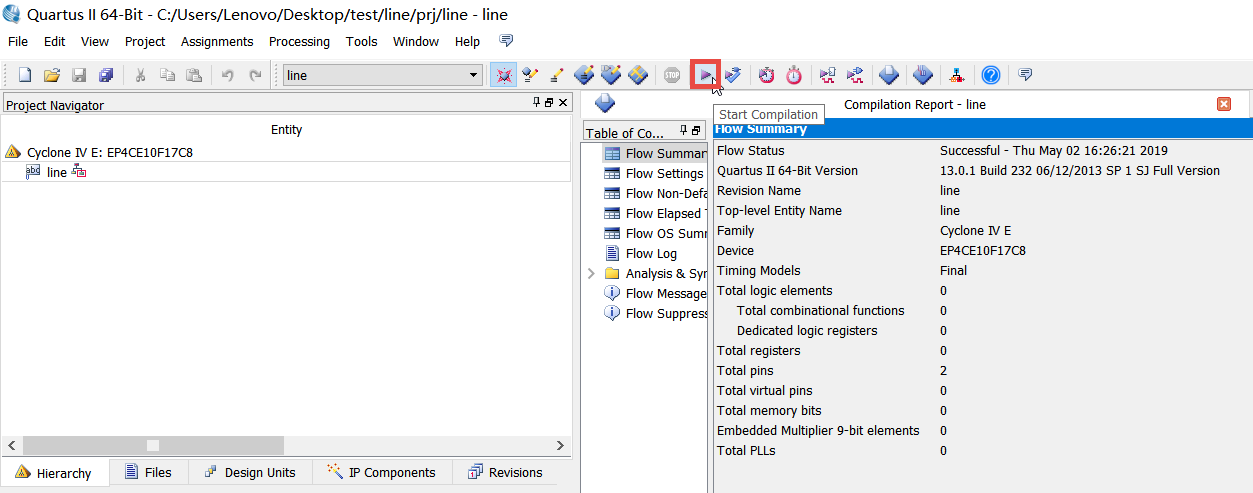 Quartus II 64-Bit - C:/Users/Lenovo/Desktop/test/line/prj/line - line
File Edit View Project Assignments Processing Tools Window Help
line
STOP
Project Navigator
Entity
Cyclone IV E: EP4CE10F17C8
abd line
Hierarchy Files Design Units IP Components Revisions
Start Compilation
Compilation Report - line
Table of Co...
Flow Summar
Flow Settings
Flow Non-Defa
Flow Elapsed T
Flow OS Summ
Flow Log
Analysis & Syn
Flow Message
Flow Suppress
Flow Summary
Flow Status Successful - Thu May 02 16:26:21 2019
Quartus II 64-Bit Version 13.0.1 Build 232 06/12/2013 SP 1 SJ Full Version
Revision Name line
Top-level Entity Name line
Family Cyclone IV E
Device EP4CE10F17C8
Timing Models Final
Total logic elements 0
Total combinational functions 0
Dedicated logic registers 0
Total registers 0
Total pins 2
Total virtual pins 0
Total memory bits 0
Embedded Multiplier 9-bit elements 0
Total PLLs 0